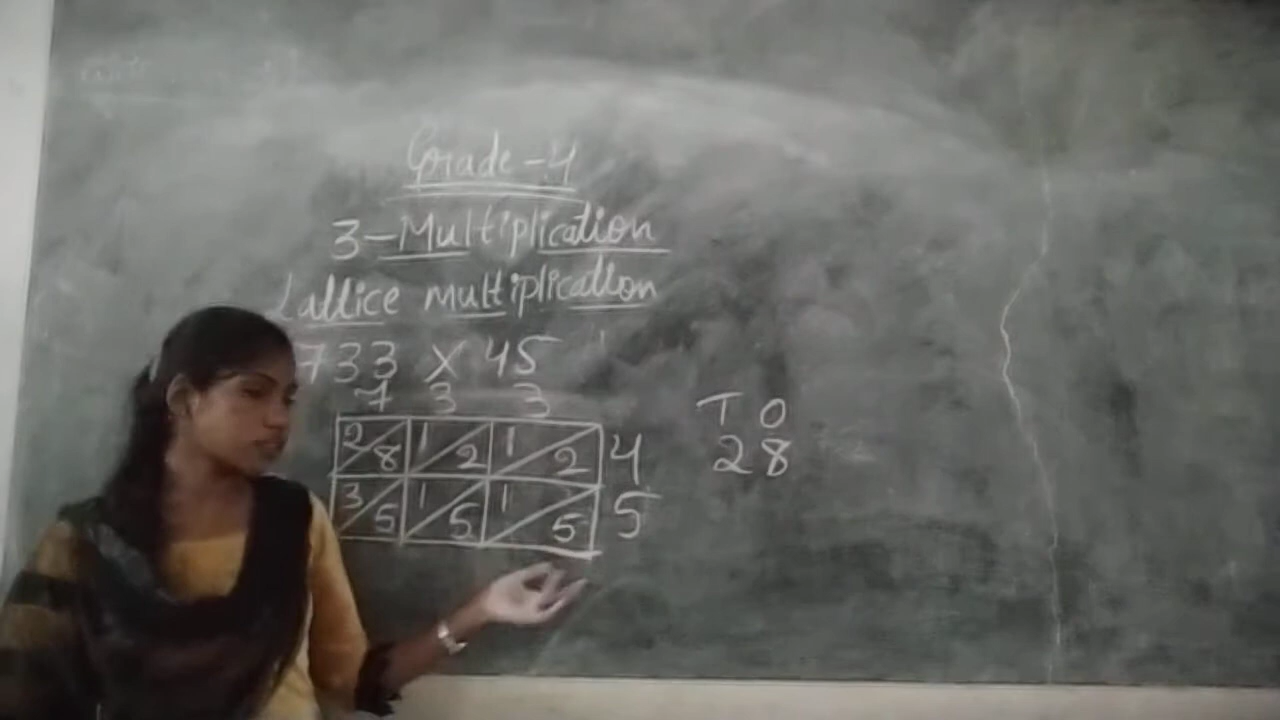 Grade-4
3-Multiplication
Lattice multiplication
733 X 45
7 3 3
2 8 1 2 1 2 4
3 5 1 5 1 5 5
T O
2 8